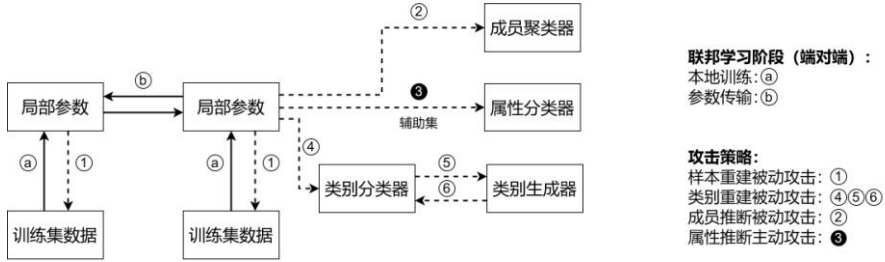 ②
成员聚类器
ⓑ
❸
局部参数
局部参数
属性分类器
辅助集
ⓐ
①
ⓐ
①
④
⑤
类别分类器
类别生成器
⑥
训练集数据
训练集数据
联邦学习阶段（端对端）：
本地训练：ⓐ
参数传输：ⓑ
攻击策略：
样本重建被动攻击：①
类别重建被动攻击：④⑤⑥
成员推断被动攻击：②
属性推断主动攻击：❸